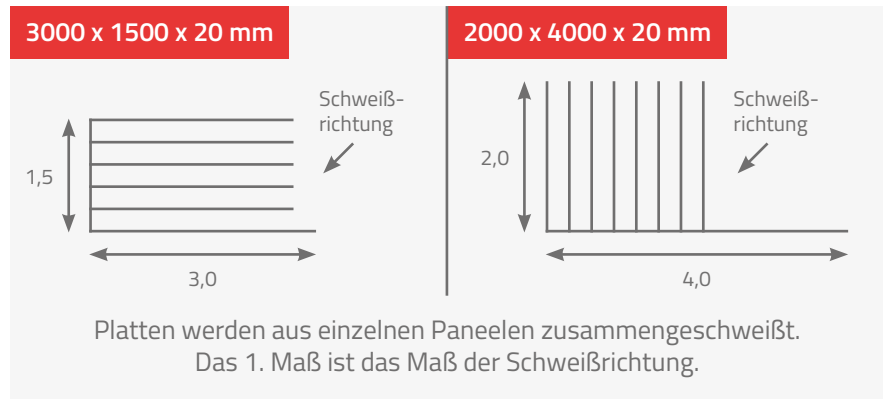 3000 x 1500 x 20 mm
Schweiß-
richtung
1,5
3,0
2000 x 4000 x 20 mm
Schweiß-
richtung
2,0
4,0
Platten werden aus einzelnen Paneelen zusammengeschweißt.
Das 1. Maß ist das Maß der Schweißrichtung.